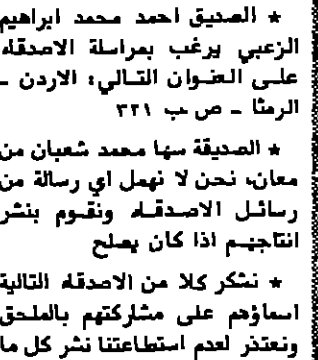 * الصديق احمد محمد ابراهيم
الزعبي يرغب بمراسلة الاصدقاء
على العنوان التالي: الاردن -
الرمثا - ص ب ٣٢١
* الصديقة سها محمد شعبان من
معان، نحن لا نهمل اي رسالة من
رسائل الاصدقاء ونقوم بنشر
انتاجهم اذا كان يصلح
* نشكر كلا من الاصدقاء التالية
اسماؤهم على مشاركتهم بالملحق
ونعتذر لعدم استطاعتنا نشر كل ما